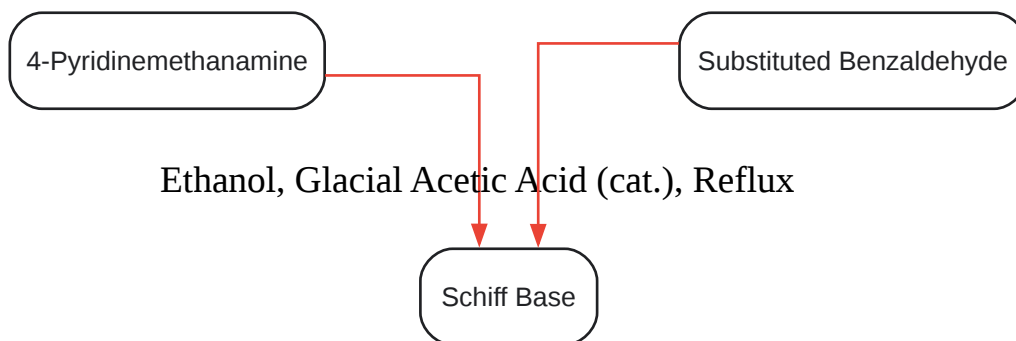 4-Pyridinemethanamine
Substituted Benzaldehyde
Ethanol, Glacial Acetic Acid (cat.), Reflux
Schiff Base